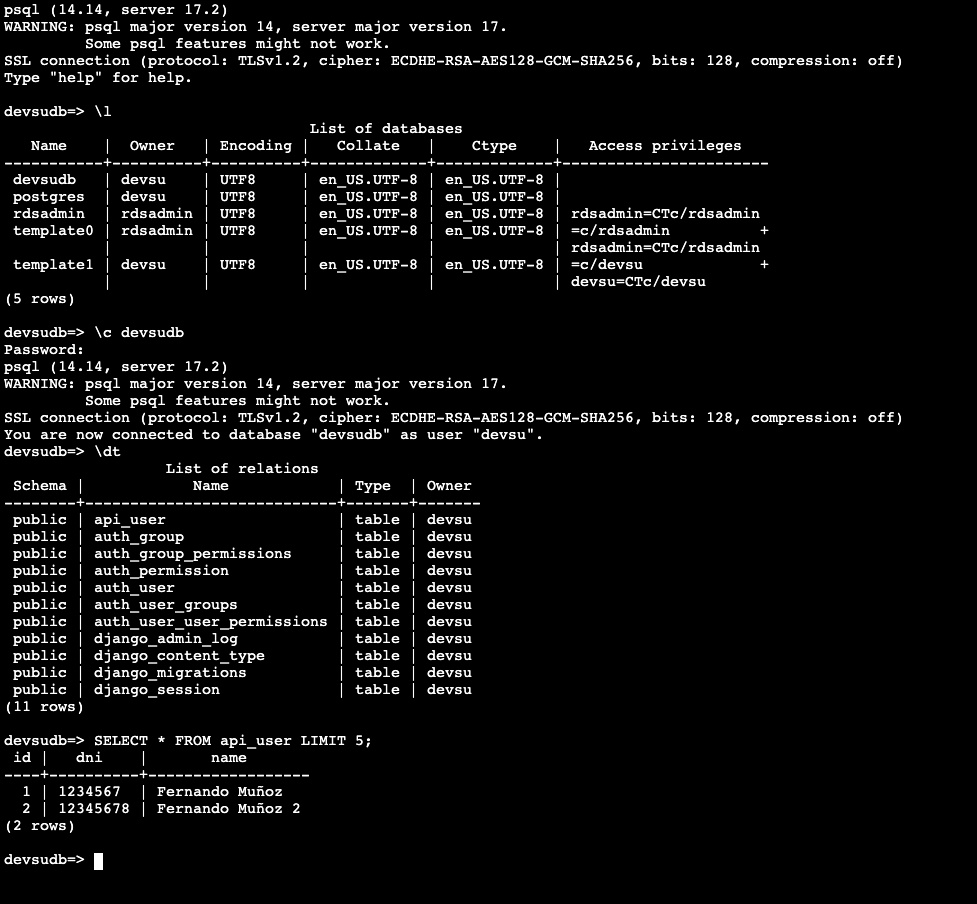 psql (14.14, server 17.2)
WARNING: psql major version 14, server major version 17.
         Some psql features might not work.
SSL connection (protocol: TLSv1.2, cipher: ECDHE-RSA-AES128-GCM-SHA256, bits: 128, compression: off)
Type "help" for help.

devsudb=> \l
                                  List of databases
   Name    |  Owner   | Encoding |   Collate   |    Ctype    |   Access privileges
-----------+----------+----------+-------------+-------------+-----------------------
 devsudb   | devsu    | UTF8     | en_US.UTF-8 | en_US.UTF-8 |
 postgres  | devsu    | UTF8     | en_US.UTF-8 | en_US.UTF-8 |
 rdsadmin  | rdsadmin | UTF8     | en_US.UTF-8 | en_US.UTF-8 | rdsadmin=CTc/rdsadmin
 template0 | rdsadmin | UTF8     | en_US.UTF-8 | en_US.UTF-8 | =c/rdsadmin          +
           |          |          |             |             | rdsadmin=CTc/rdsadmin
 template1 | devsu    | UTF8     | en_US.UTF-8 | en_US.UTF-8 | =c/devsu             +
           |          |          |             |             | devsu=CTc/devsu
(5 rows)

devsudb=> \c devsudb
Password:
psql (14.14, server 17.2)
WARNING: psql major version 14, server major version 17.
         Some psql features might not work.
SSL connection (protocol: TLSv1.2, cipher: ECDHE-RSA-AES128-GCM-SHA256, bits: 128, compression: off)
You are now connected to database "devsudb" as user "devsu".
devsudb=> \dt
                  List of relations
 Schema |            Name            | Type  | Owner
--------+----------------------------+-------+-------
 public | api_user                   | table | devsu
 public | auth_group                 | table | devsu
 public | auth_group_permissions     | table | devsu
 public | auth_permission            | table | devsu
 public | auth_user                  | table | devsu
 public | auth_user_groups           | table | devsu
 public | auth_user_user_permissions | table | devsu
 public | django_admin_log           | table | devsu
 public | django_content_type        | table | devsu
 public | django_migrations          | table | devsu
 public | django_session             | table | devsu
(11 rows)

devsudb=> SELECT * FROM api_user LIMIT 5;
 id |   dni    |       name
----+----------+------------------
  1 | 1234567  | Fernando Muñoz
  2 | 12345678 | Fernando Muñoz 2
(2 rows)

devsudb=>